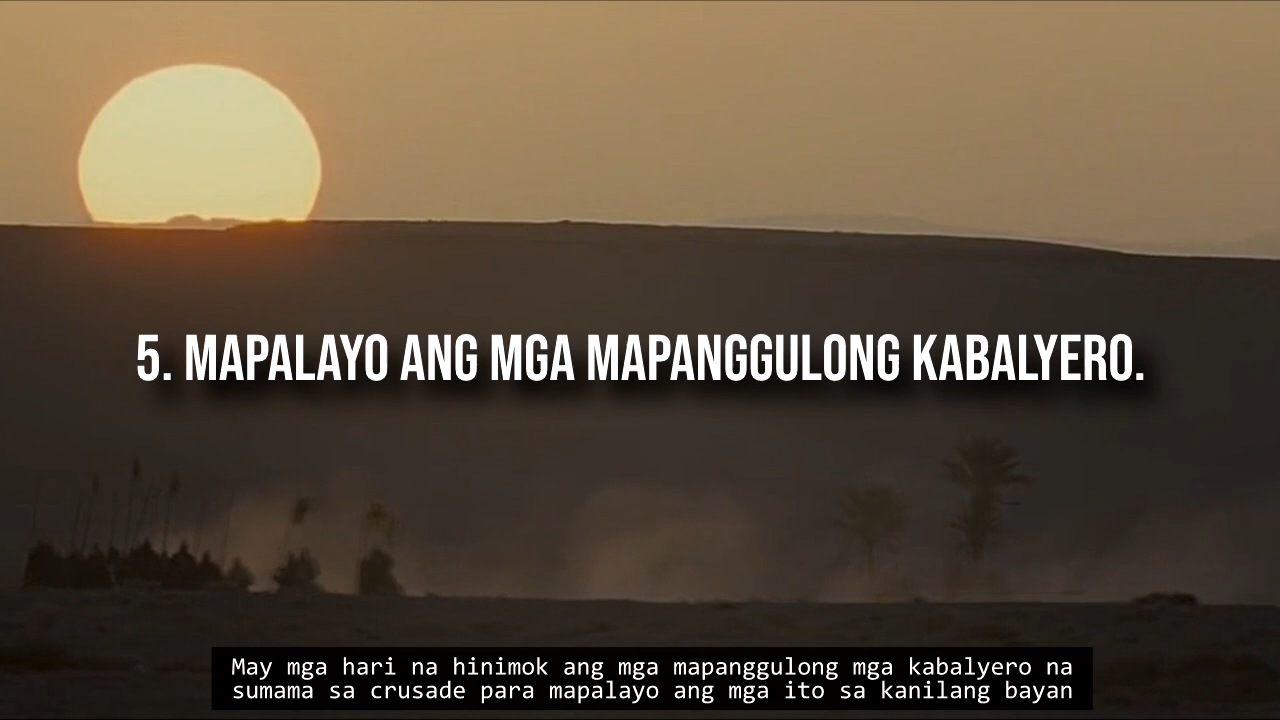 5. MAPALAYO ANG MGA MAPANGGULONG KABALYERO.
May mga hari na hinimok ang mga mapanggulong mga kabalyero na
sumama sa crusade para mapalayo ang mga ito sa kanilang bayan